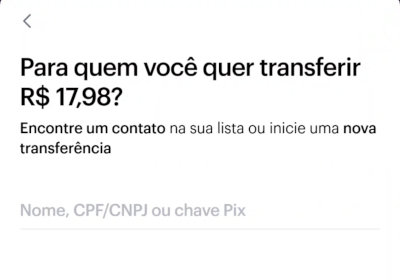 Para quem você quer transferir
R$ 17,98?
Encontre um contato na sua lista ou inicie uma nova
transferência
Nome, CPF/CNPJ ou chave Pix